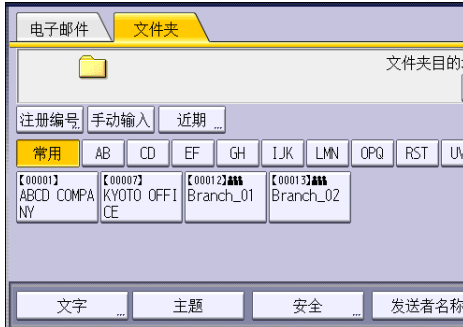 电子邮件 文件夹
文件夹目的
注册编号 手动输入 近期
常用 AB CD EF GH IJK LMN OPQ RST
【00001】 【00007】 【00012】 【00013】
ABCD COMPA KYOTO OFFI Branch_01 Branch_02
NY CE
文字 主题 安全 发送者名称